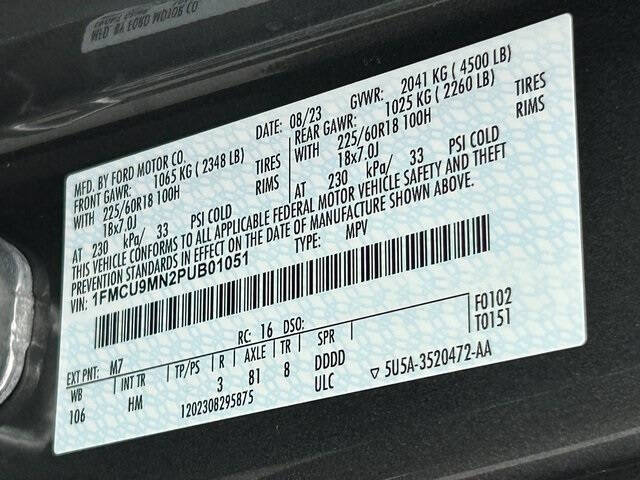 MFD. BY FORD MOTOR CO
MFD. BY FORD MOTOR CO. DATE: 08/23 GVWR: 2041 KG ( 4500 LB)
FRONT GAWR: 1065 KG ( 2348 LB) REAR GAWR: 1025 KG ( 2260 LB)
WITH 225/60R18 100H TIRES WITH 225/60R18 100H TIRES
18x7.0J RIMS 18x7.0J RIMS
AT 230 kPa/ 33 PSI COLD AT 230 kPa/ 33 PSI COLD
THIS VEHICLE CONFORMS TO ALL APPLICABLE FEDERAL MOTOR VEHICLE SAFETY AND THEFT
PREVENTION STANDARDS IN EFFECT ON THE DATE OF MANUFACTURE SHOWN ABOVE.
VIN: 1FMCU9MN2PUB01051 TYPE: MPV
F0102
T0151
EXT PNT: M7 RC: 16 DSO:
WB INT TR TP/PS R AXLE TR SPR
106 HM 3 81 8 DDDD
ULC
1202308295875
▽ 5U5A-3520472-AA